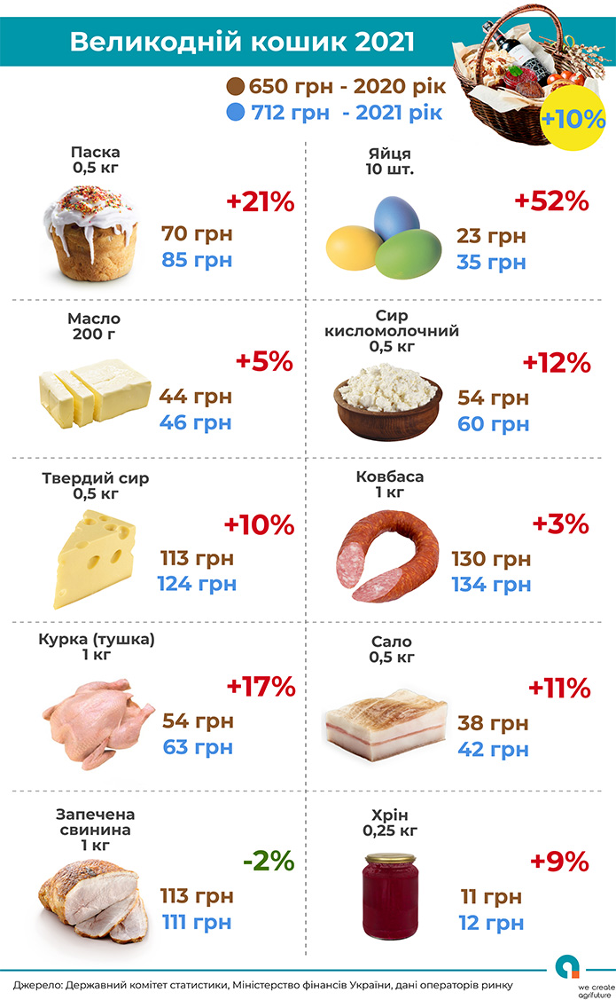 Великодній кошик 2021
650 грн - 2020 рік
712 грн - 2021 рік
+10%
Паска
0,5 кг
+21%
70 грн
85 грн
Яйця
10 шт.
+52%
23 грн
35 грн
Масло
200 г
+5%
44 грн
46 грн
Сир
кисломолочний
0,5 кг
+12%
54 грн
60 грн
Твердий сир
0,5 кг
+10%
113 грн
124 грн
Ковбаса
1 кг
+3%
130 грн
134 грн
Курка (тушка)
1 кг
+17%
54 грн
63 грн
Сало
0,5 кг
+11%
38 грн
42 грн
Запечена
свинина
1 кг
-2%
113 грн
111 грн
Хрін
0,25 кг
+9%
11 грн
12 грн
Джерело: Державний комітет статистики, Міністерство фінансів України, дані операторів ринку
we create
agrifuture